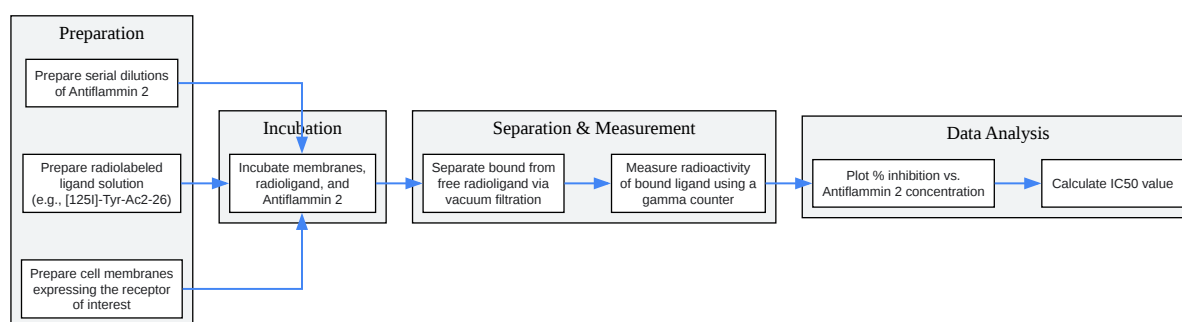 Preparation
Prepare serial dilutions
of Antiflammin 2
Prepare radiolabeled
ligand solution
(e.g., [125I]-Tyr-Ac2-26)
Prepare cell membranes
expressing the receptor
of interest
Incubation
Incubate membranes,
radioligand, and
Antiflammin 2
Separation & Measurement
Separate bound from
free radioligand via
vacuum filtration
Measure radioactivity
of bound ligand using a
gamma counter
Data Analysis
Plot % inhibition vs.
Antiflammin 2 concentration
Calculate IC50 value